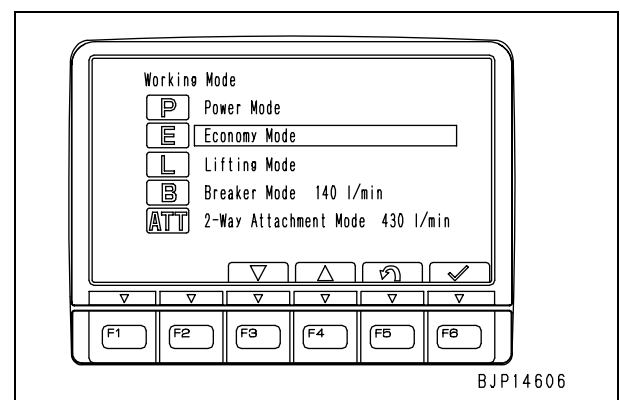 Working Mode
P Power Mode
E Economy Mode
L Lifting Mode
B Breaker Mode 140 l/min
ATT 2-Way Attachment Mode 430 l/min
F1 F2 F3 F4 F5 F6
BJP14606